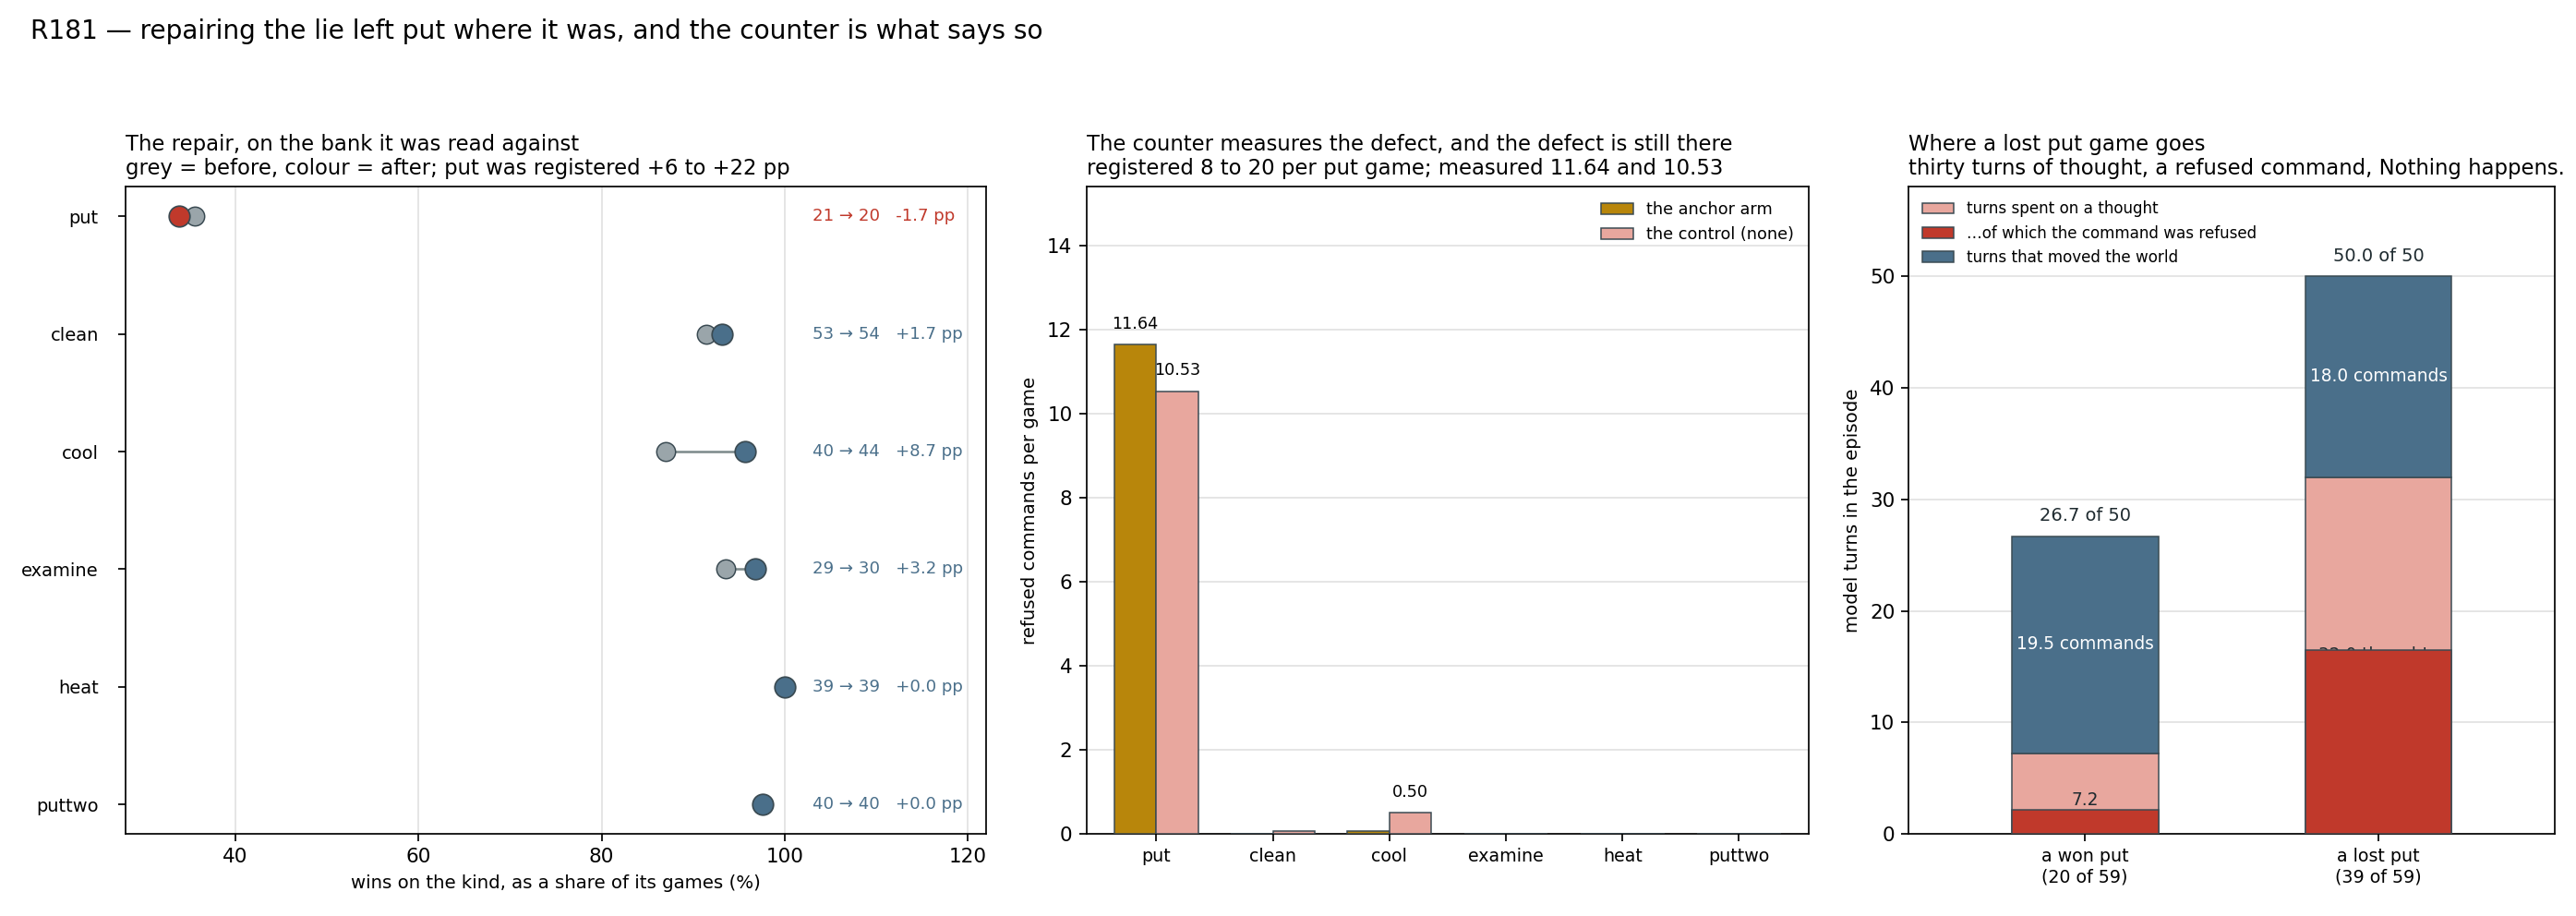 R181 — repairing the lie left put where it was, and the counter is what says so
The repair, on the bank it was read against
grey = before, colour = after; put was registered +6 to +22 pp
put
clean
cool
examine
heat
puttwo
21 → 20 -1.7 pp
53 → 54 +1.7 pp
40 → 44 +8.7 pp
29 → 30 +3.2 pp
39 → 39 +0.0 pp
40 → 40 +0.0 pp
40
60
80
100
120
wins on the kind, as a share of its games (%)
The counter measures the defect, and the defect is still there
registered 8 to 20 per put game; measured 11.64 and 10.53
the anchor arm
the control (none)
refused commands per game
14
12
10
8
6
4
2
0
11.64
10.53
0.50
put
clean
cool
examine
heat
puttwo
Where a lost put game goes
thirty turns of thought, a refused command, Nothing happens.
turns spent on a thought
...of which the command was refused
turns that moved the world
model turns in the episode
50
40
30
20
10
0
26.7 of 50
19.5 commands
7.2
50.0 of 50
18.0 commands
a won put
(20 of 59)
a lost put
(39 of 59)